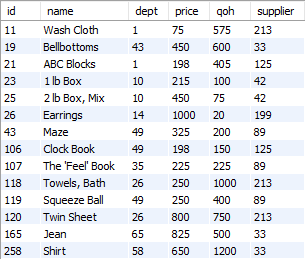 id name dept price qoh supplier
11 Wash Cloth 1 75 575 213
19 Bellbottoms 43 450 600 33
21 ABC Blocks 1 198 405 125
23 1 lb Box 10 215 100 42
25 2 lb Box, Mix 10 450 75 42
26 Earrings 14 1000 20 199
43 Maze 49 325 200 89
106 Clock Book 49 198 150 125
107 The 'Feel' Book 35 225 225 89
118 Towels, Bath 26 250 1000 213
119 Squeeze Ball 49 250 400 89
120 Twin Sheet 26 800 750 213
165 Jean 65 825 500 33
258 Shirt 58 650 1200 33